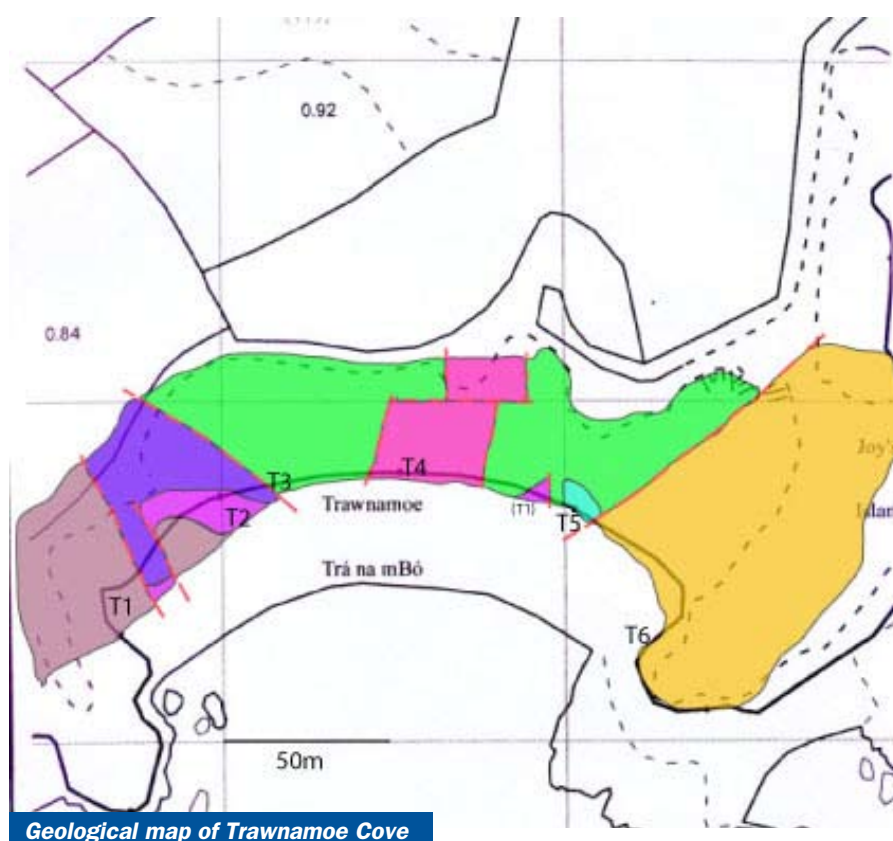 0.92
0.84
T3
T4
Joy's
T2
Trawnamoe
(T1)
T5
Trá na mBó
T1
T6
50m
Geological map of Trawnamoe Cove